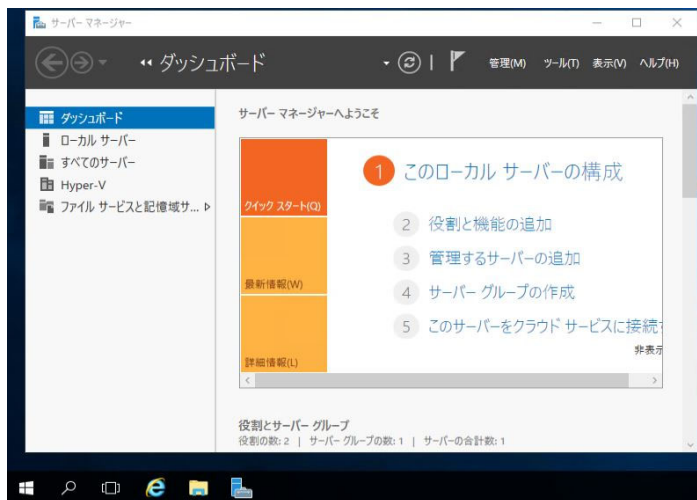 サーバー マネージャー
ダッシュボード
管理(M) ツール(T) 表示(V) ヘルプ(H)
ダッシュボード
ローカル サーバー
すべてのサーバー
Hyper-V
ファイル サービスと記憶域サ...
サーバー マネージャーへようこそ
クイック スタート(Q)
最新情報(W)
詳細情報(L)
1 このローカル サーバーの構成
2 役割と機能の追加
3 管理するサーバーの追加
4 サーバー グループの作成
5 このサーバーをクラウド サービスに接続
非表示
役割とサーバー グループ
役割の数: 2 | サーバー グループの数: 1 | サーバーの合計数: 1